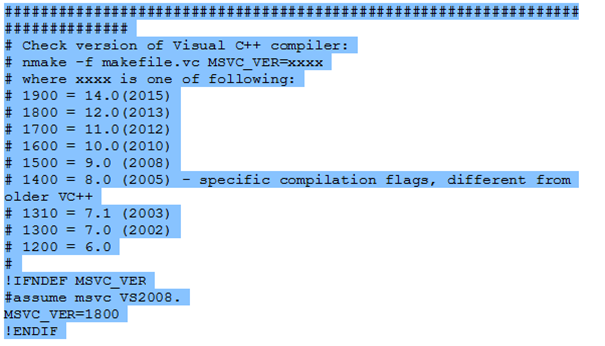 ###########################################################################
##############
# Check version of Visual C++ compiler:
# nmake -f makefile.vc MSVC_VER=xxxx
# where xxxx is one of following:
# 1900 = 14.0(2015)
# 1800 = 12.0(2013)
# 1700 = 11.0(2012)
# 1600 = 10.0(2010)
# 1500 = 9.0 (2008)
# 1400 = 8.0 (2005) - specific compilation flags, different from
older VC++
# 1310 = 7.1 (2003)
# 1300 = 7.0 (2002)
# 1200 = 6.0
#
!IFNDEF MSVC_VER
#assume msvc VS2008.
MSVC_VER=1800
!ENDIF